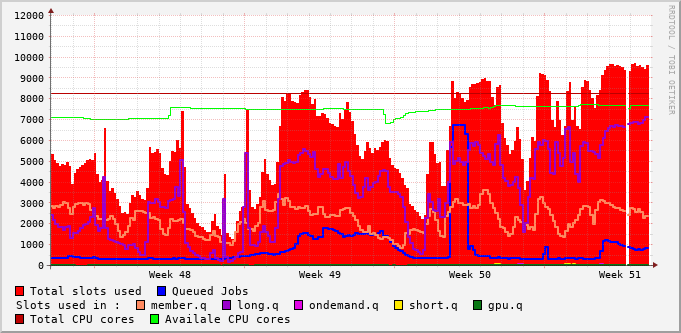 12000
11000
10000
9000
8000
7000
6000
5000
4000
3000
2000
1000
0
Week 48 Week 49 Week 50 Week 51
Total slots used Queued Jobs
Slots used in : member.q long.q ondemand.q short.q gpu.q
Total CPU cores Availale CPU cores
RRDTOOL / TOBI OETIKER